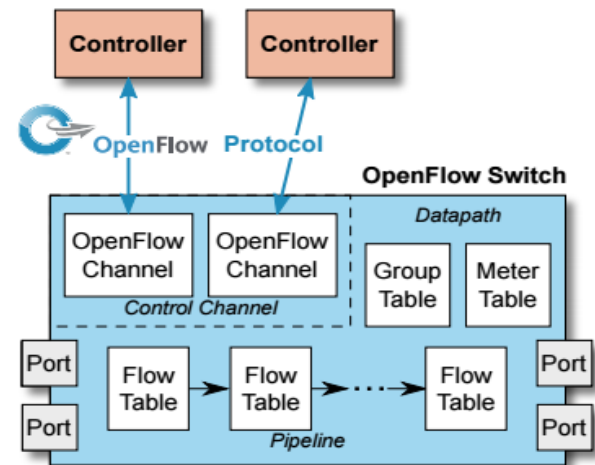 Controller
Controller
OpenFlow
Protocol
OpenFlow Switch
Datapath
OpenFlow
Channel
OpenFlow
Channel
Control Channel
Group
Table
Meter
Table
Port
Port
Flow
Table
Flow
Table
...
Flow
Table
Pipeline
Port
Port